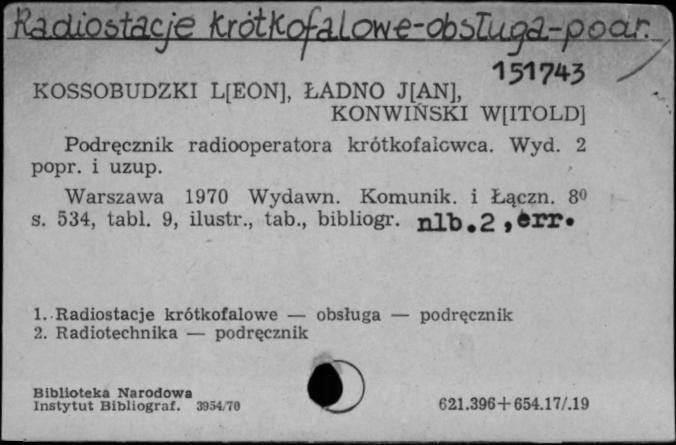 Radiostacje krótkofalowe-obsługa-podr.
151743
KOSSOBUDZKI L[EON], ŁADNO J[AN],
KONWIŃSKI W[ITOLD]
Podręcznik radiooperatora krótkofalowca. Wyd. 2
popr. i uzup.
Warszawa 1970 Wydawn. Komunik. i Łączn. 8⁰
s. 534, tabl. 9, ilustr., tab., bibliogr. nlb.2, err.
1. Radiostacje krótkofalowe — obsługa — podręcznik
2. Radiotechnika — podręcznik
Biblioteka Narodowa
Instytut Bibliograf. 3954/70 621.396+654.17/.19